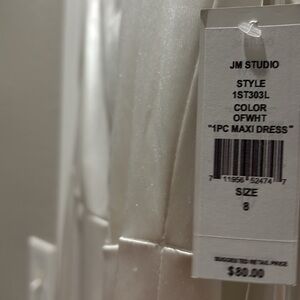 JM STUDIO
STYLE
1ST303L
COLOR
OFWHT
"1PC MAXI DRESS"
7 11956 52474 7
SIZE
8
SUGGESTED RETAIL PRICE
$80.00